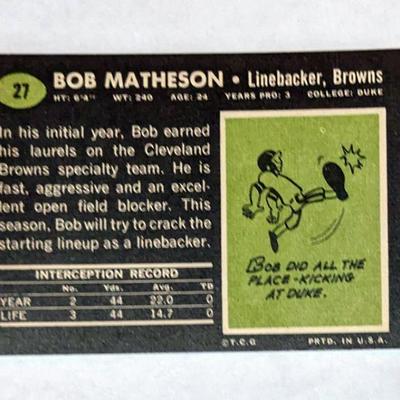 27
BOB MATHESON • Linebacker, Browns
HT: 6'4" WT: 240 AGE: 24 YEARS PRO: 3 COLLEGE: DUKE
In his initial year, Bob earned
his laurels on the Cleveland
Browns specialty team. He is
fast, aggressive and an excel-
lent open field blocker. This
season, Bob will try to crack the
starting lineup as a linebacker.
INTERCEPTION RECORD
No. Yds. Avg. TD
YEAR 2 44 22.0 0
LIFE 3 44 14.7 0
BOB DID ALL THE
PLACE-KICKING
AT DUKE.
©T.C.G PRTD. IN U.S.A.